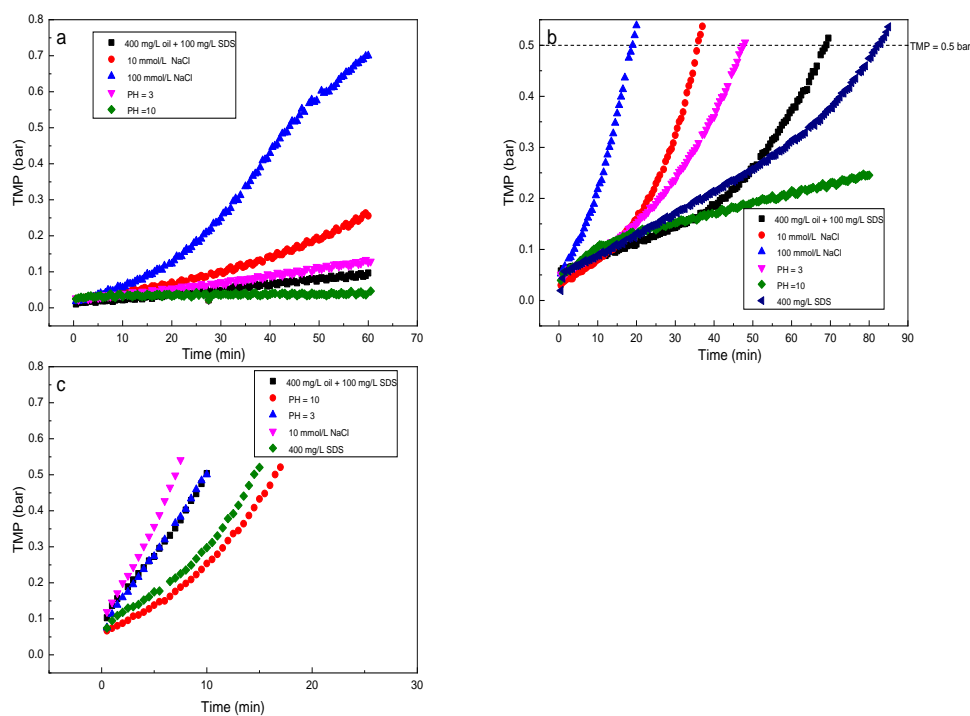 a
0.8
0.7
0.6
0.5
0.4
0.3
0.2
0.1
0.0
TMP (bar)
400 mg/L oil + 100 mg/L SDS
10 mmol/L NaCl
100 mmol/L NaCl
PH = 3
PH =10
0 10 20 30 40 50 60 70
Time (min)
b
0.5
0.4
0.3
0.2
0.1
0.0
TMP (bar)
TMP = 0.5 bar
400 mg/L oil + 100 mg/L SDS
10 mmol/L NaCl
100 mmol/L NaCl
PH = 3
PH =10
400 mg/L SDS
0 10 20 30 40 50 60 70 80 90
Time (min)
c
0.8
0.7
0.6
0.5
0.4
0.3
0.2
0.1
0.0
TMP (bar)
400 mg/L oil + 100 mg/L SDS
PH = 10
PH = 3
10 mmol/L NaCl
400 mg/L SDS
0 10 20 30
Time (min)